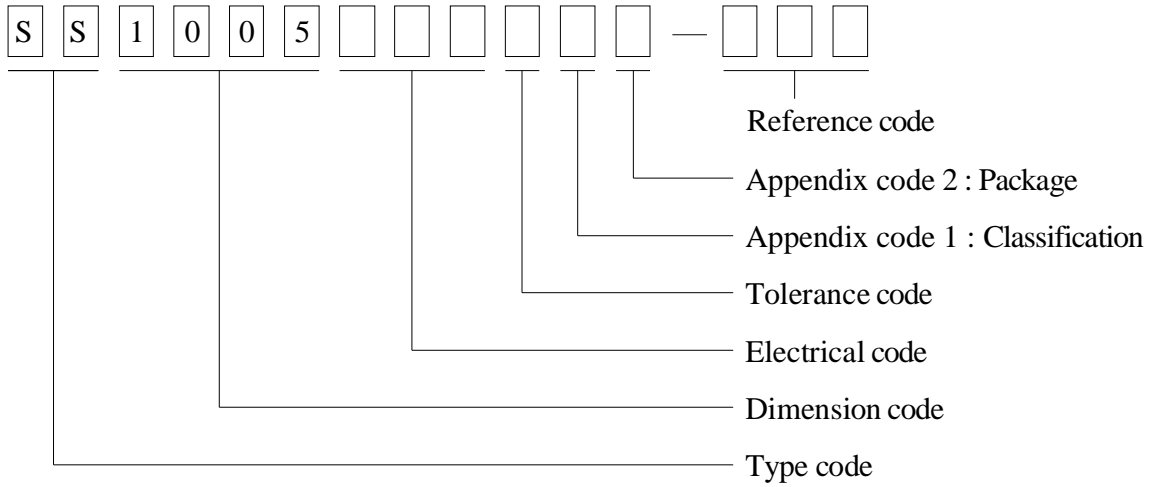 S S 1 0 0 5 —
Reference code
Appendix code 2 : Package
Appendix code 1 : Classification
Tolerance code
Electrical code
Dimension code
Type code